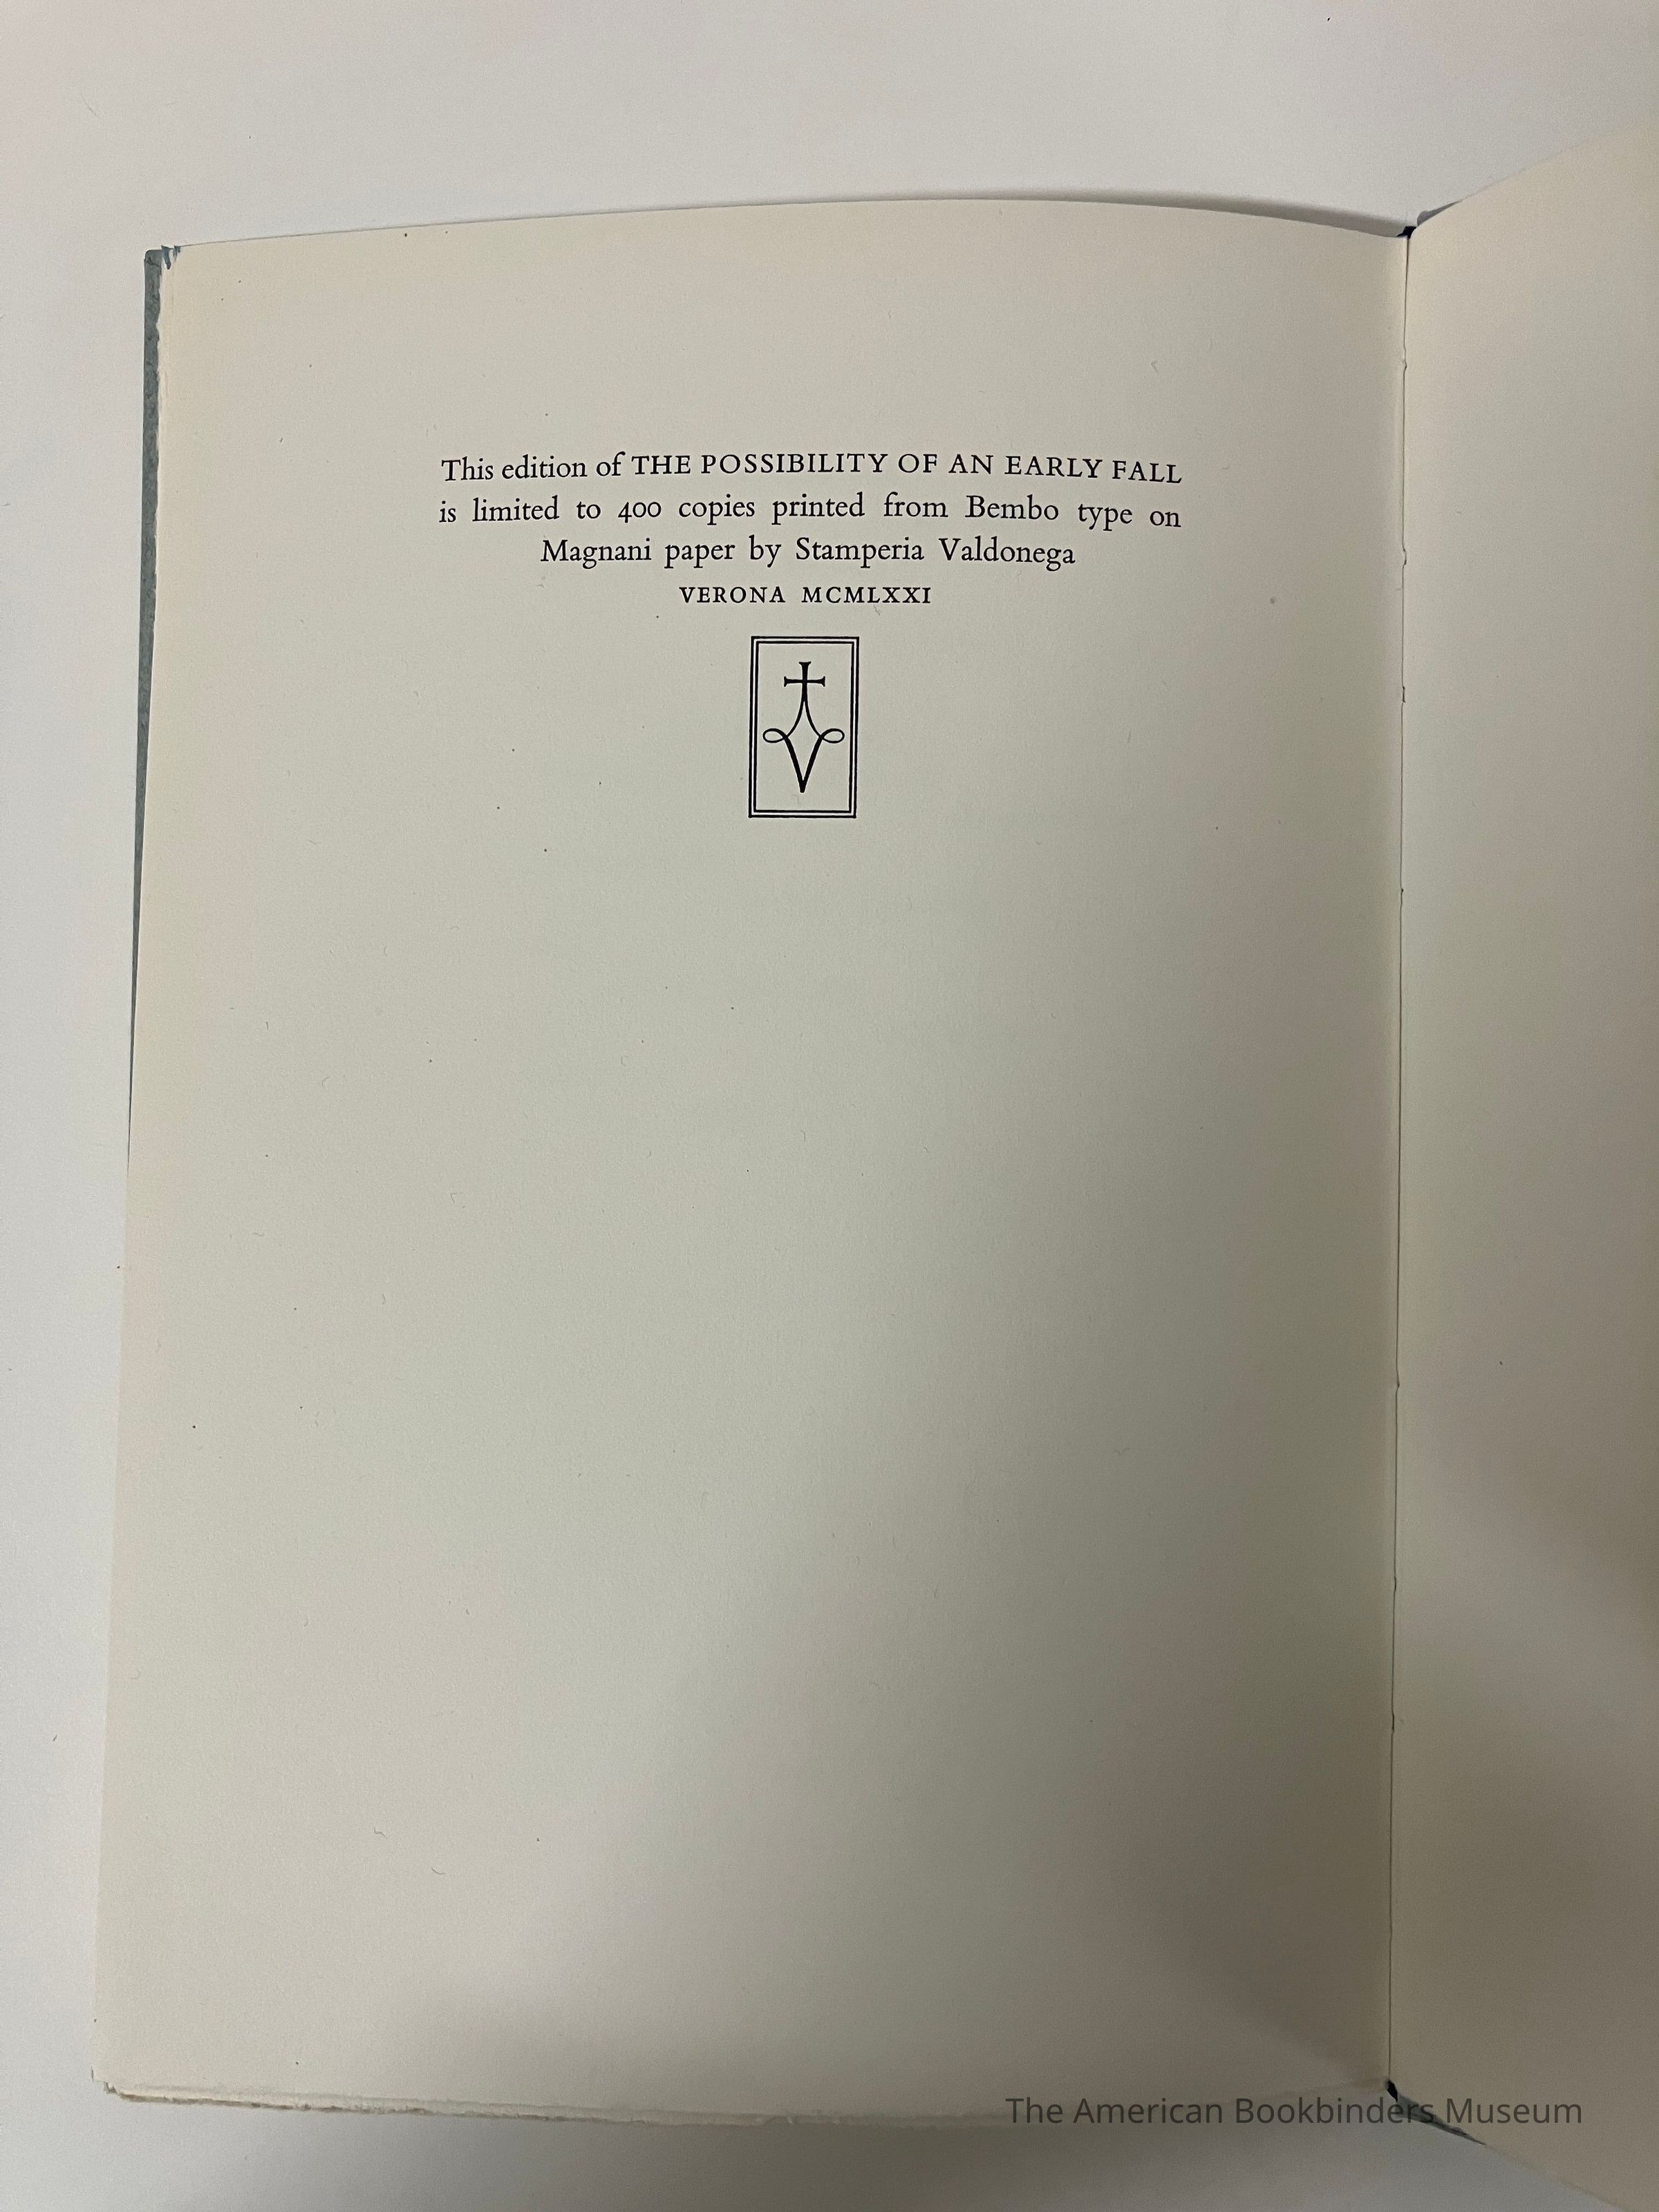 This edition of THE POSSIBILITY OF AN EARLY FALL
is limited to 400 copies printed from Bembo type on
Magnani paper by Stamperia Valdonega
VERONA MCMLXXI
The American Bookbinders Museum